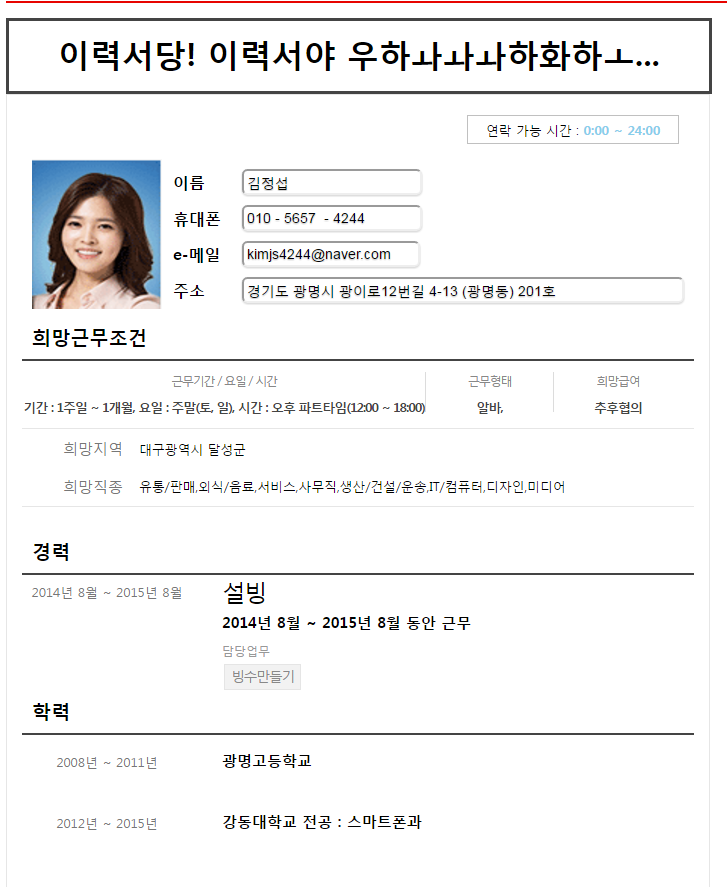 이력서당! 이력서야 우하ㅘㅘㅘ하화하ㅗ...
연락 가능 시간 : 0:00 ~ 24:00
이름 김정섭
휴대폰 010 - 5657 - 4244
e-메일 kimjs4244@naver.com
주소 경기도 광명시 광이로12번길 4-13 (광명동) 201호
희망근무조건
근무기간 / 요일 / 시간 근무형태 희망급여
기간 : 1주일 ~ 1개월, 요일 : 주말(토, 일), 시간 : 오후 파트타임(12:00 ~ 18:00) 알바, 추후협의
희망지역 대구광역시 달성군
희망직종 유통/판매,외식/음료,서비스,사무직,생산/건설/운송,IT/컴퓨터,디자인,미디어
경력
2014년 8월 ~ 2015년 8월 설빙
2014년 8월 ~ 2015년 8월 동안 근무
담당업무
빙수만들기
학력
2008년 ~ 2011년 광명고등학교
2012년 ~ 2015년 강동대학교 전공 : 스마트폰과